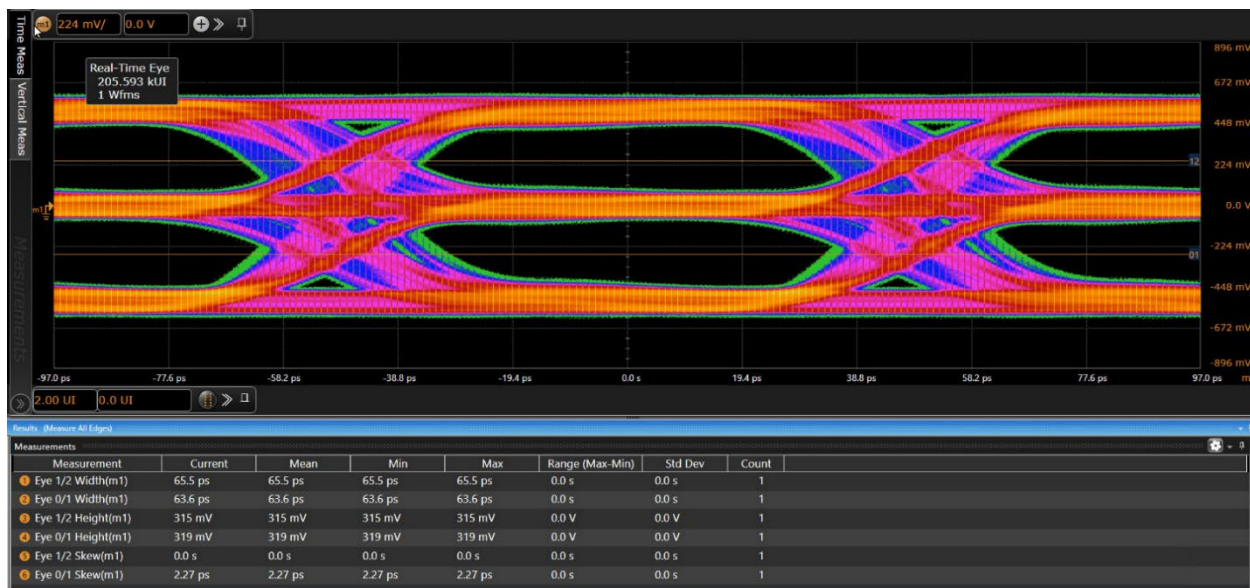 m1 224 mV/ 0.0 V
Time Meas
Vertical Meas
Measurements
Real-Time Eye
205.593 kUI
1 Wfms
896 mV
672 mV
448 mV
12
224 mV
m1
0.0 V
-224 mV
01
-448 mV
-672 mV
-896 mV
-97.0 ps -77.6 ps -58.2 ps -38.8 ps -19.4 ps 0.0 s 19.4 ps 38.8 ps 58.2 ps 77.6 ps 97.0 ps
2.00 UI 0.0 UI
Results (Measure All Edges)
Measurements
Measurement Current Mean Min Max Range (Max-Min) Std Dev Count
1 Eye 1/2 Width(m1) 65.5 ps 65.5 ps 65.5 ps 65.5 ps 0.0 s 0.0 s 1
2 Eye 0/1 Width(m1) 63.6 ps 63.6 ps 63.6 ps 63.6 ps 0.0 s 0.0 s 1
3 Eye 1/2 Height(m1) 315 mV 315 mV 315 mV 315 mV 0.0 V 0.0 V 1
4 Eye 0/1 Height(m1) 319 mV 319 mV 319 mV 319 mV 0.0 V 0.0 V 1
5 Eye 1/2 Skew(m1) 0.0 s 0.0 s 0.0 s 0.0 s 0.0 s 0.0 s 1
6 Eye 0/1 Skew(m1) 2.27 ps 2.27 ps 2.27 ps 2.27 ps 0.0 s 0.0 s 1